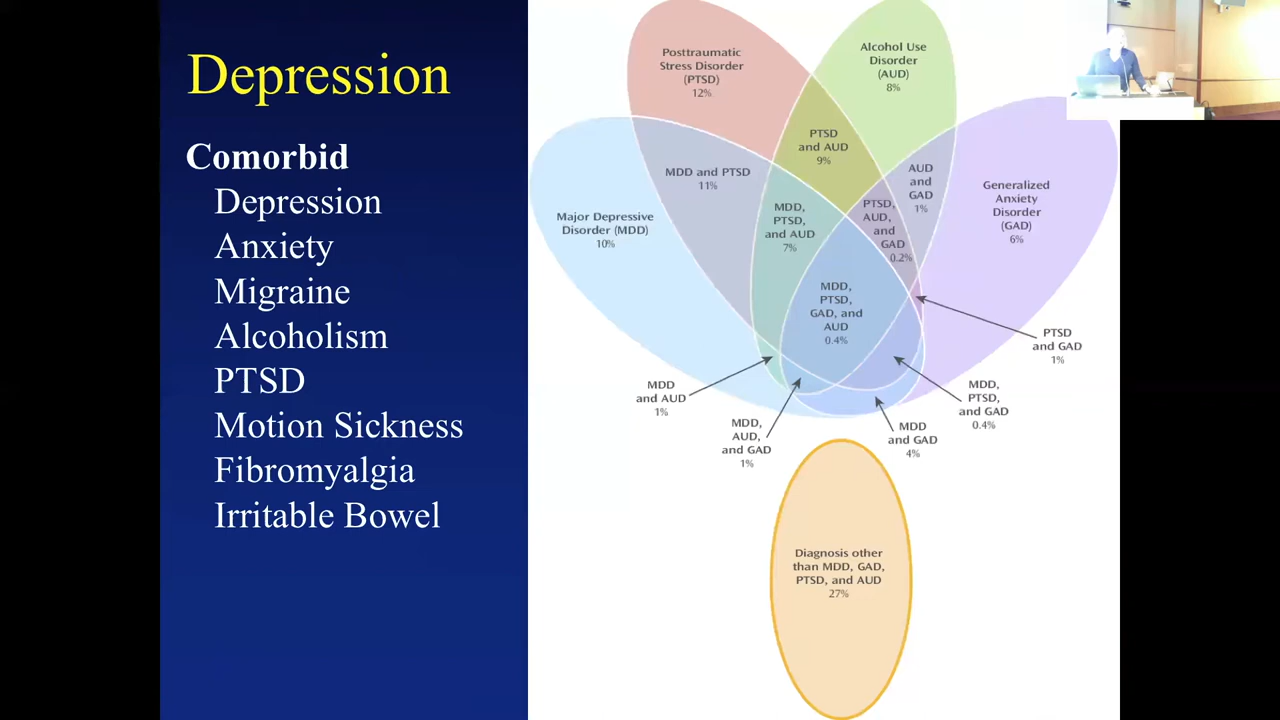 Depression
Comorbid
Depression
Anxiety
Migraine
Alcoholism
PTSD
Motion Sickness
Fibromyalgia
Irritable Bowel
Posttraumatic
Stress Disorder
(PTSD)
12%
Alcohol Use
Disorder
(AUD)
8%
PTSD
and AUD
9%
MDD and PTSD
11%
AUD
and
GAD
1%
Generalized
Anxiety
Disorder
(GAD)
6%
Major Depressive
Disorder (MDD)
10%
MDD,
PTSD,
and AUD
7%
PTSD,
AUD,
and
GAD
0.2%
MDD,
PTSD,
GAD, and
AUD
0.4%
PTSD
and GAD
1%
MDD
and AUD
1%
MDD,
AUD,
and GAD
1%
MDD
and GAD
4%
MDD,
PTSD,
and GAD
0.4%
Diagnosis other
than MDD, GAD,
PTSD, and AUD
27%